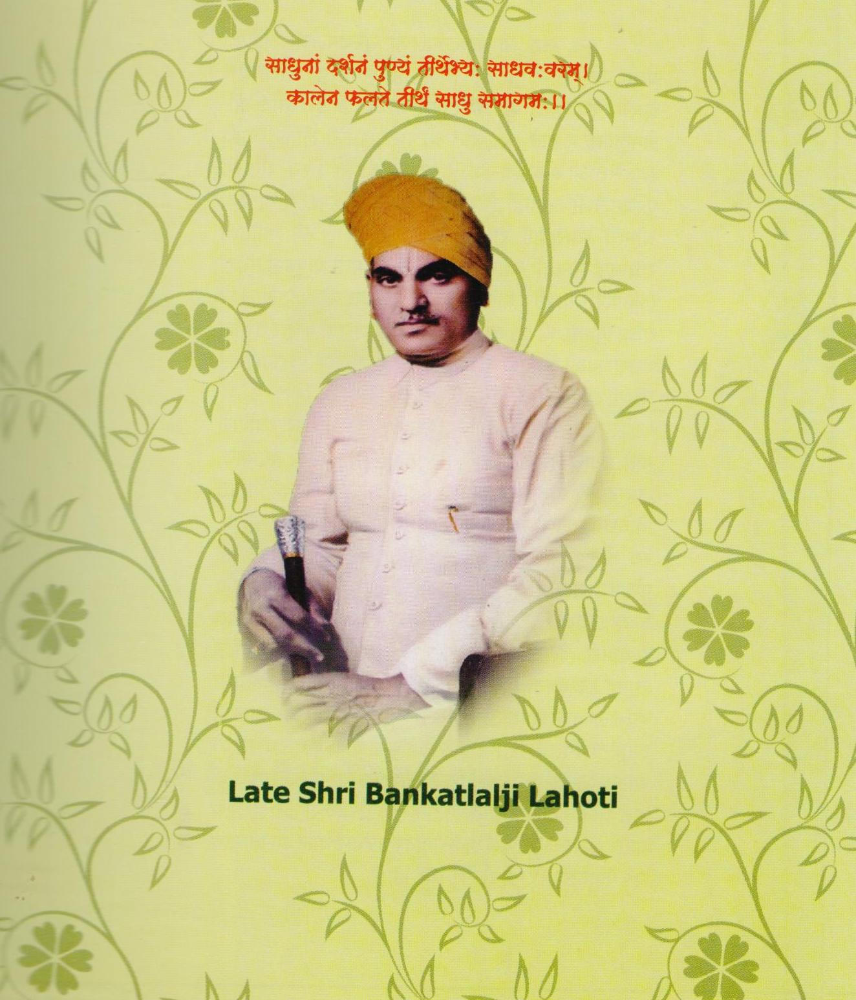 साधुनां दर्शनं पुण्यं तीर्थेभ्यः साधवःवरम्।
कालेन फलते तीर्थं साधु समागमः।।
Late Shri Bankatlalji Lahoti